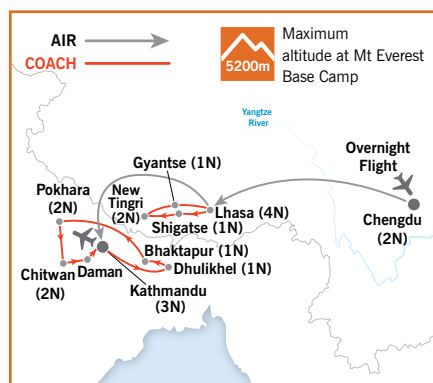 AIR
COACH
5200m
Maximum
altitude at Mt Everest
Base Camp
Yangtze
River
Overnight
Flight
Gyantse (1N)
Pokhara
(2N)
New
Tingri
(2N)
Lhasa (4N)
Shigatse (1N)
Chengdu
(2N)
Bhaktapur (1N)
Dhulikhel (1N)
Chitwan
(2N)
Daman
Kathmandu
(3N)